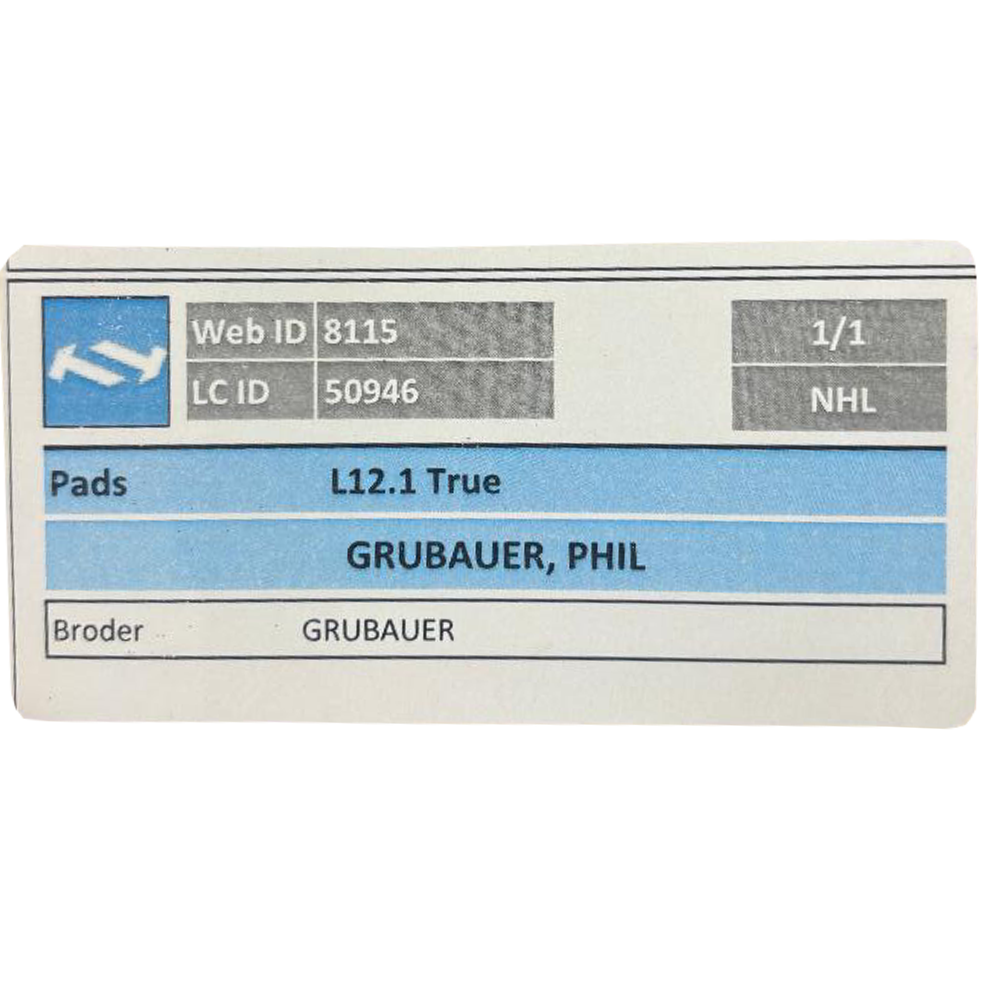 Web ID 8115
1/1
LC ID 50946
NHL
Pads L12.1 True
GRUBAUER, PHIL
Broder GRUBAUER